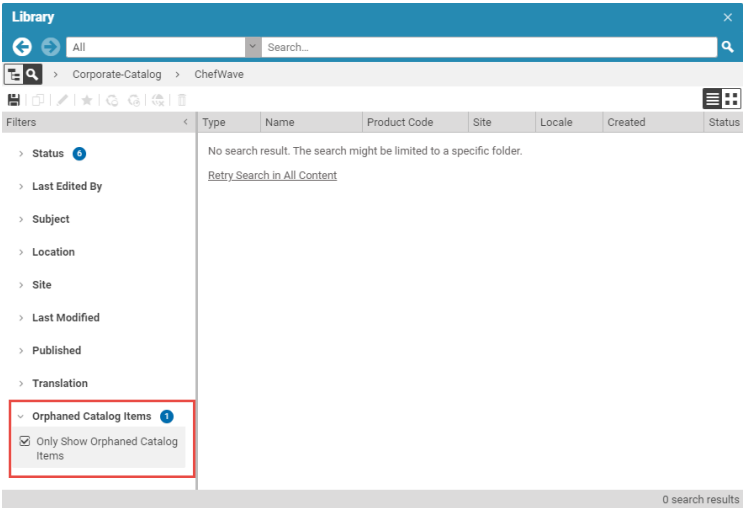 Library
All
Search...
Corporate-Catalog > ChefWave
Filters
Type Name Product Code Site Locale Created Status
Status 6
Last Edited By
Subject
Location
Site
Last Modified
Published
Translation
Orphaned Catalog Items 1
Only Show Orphaned Catalog
Items
No search result. The search might be limited to a specific folder.
Retry Search in All Content
0 search results